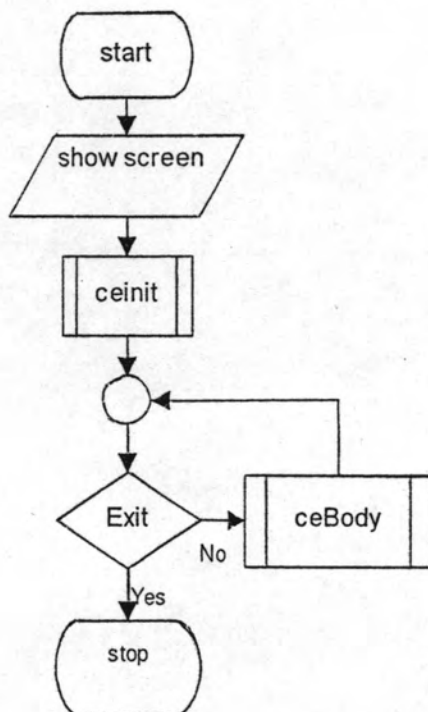 start
show screen
ceinit
Exit
ceBody
No
Yes
stop